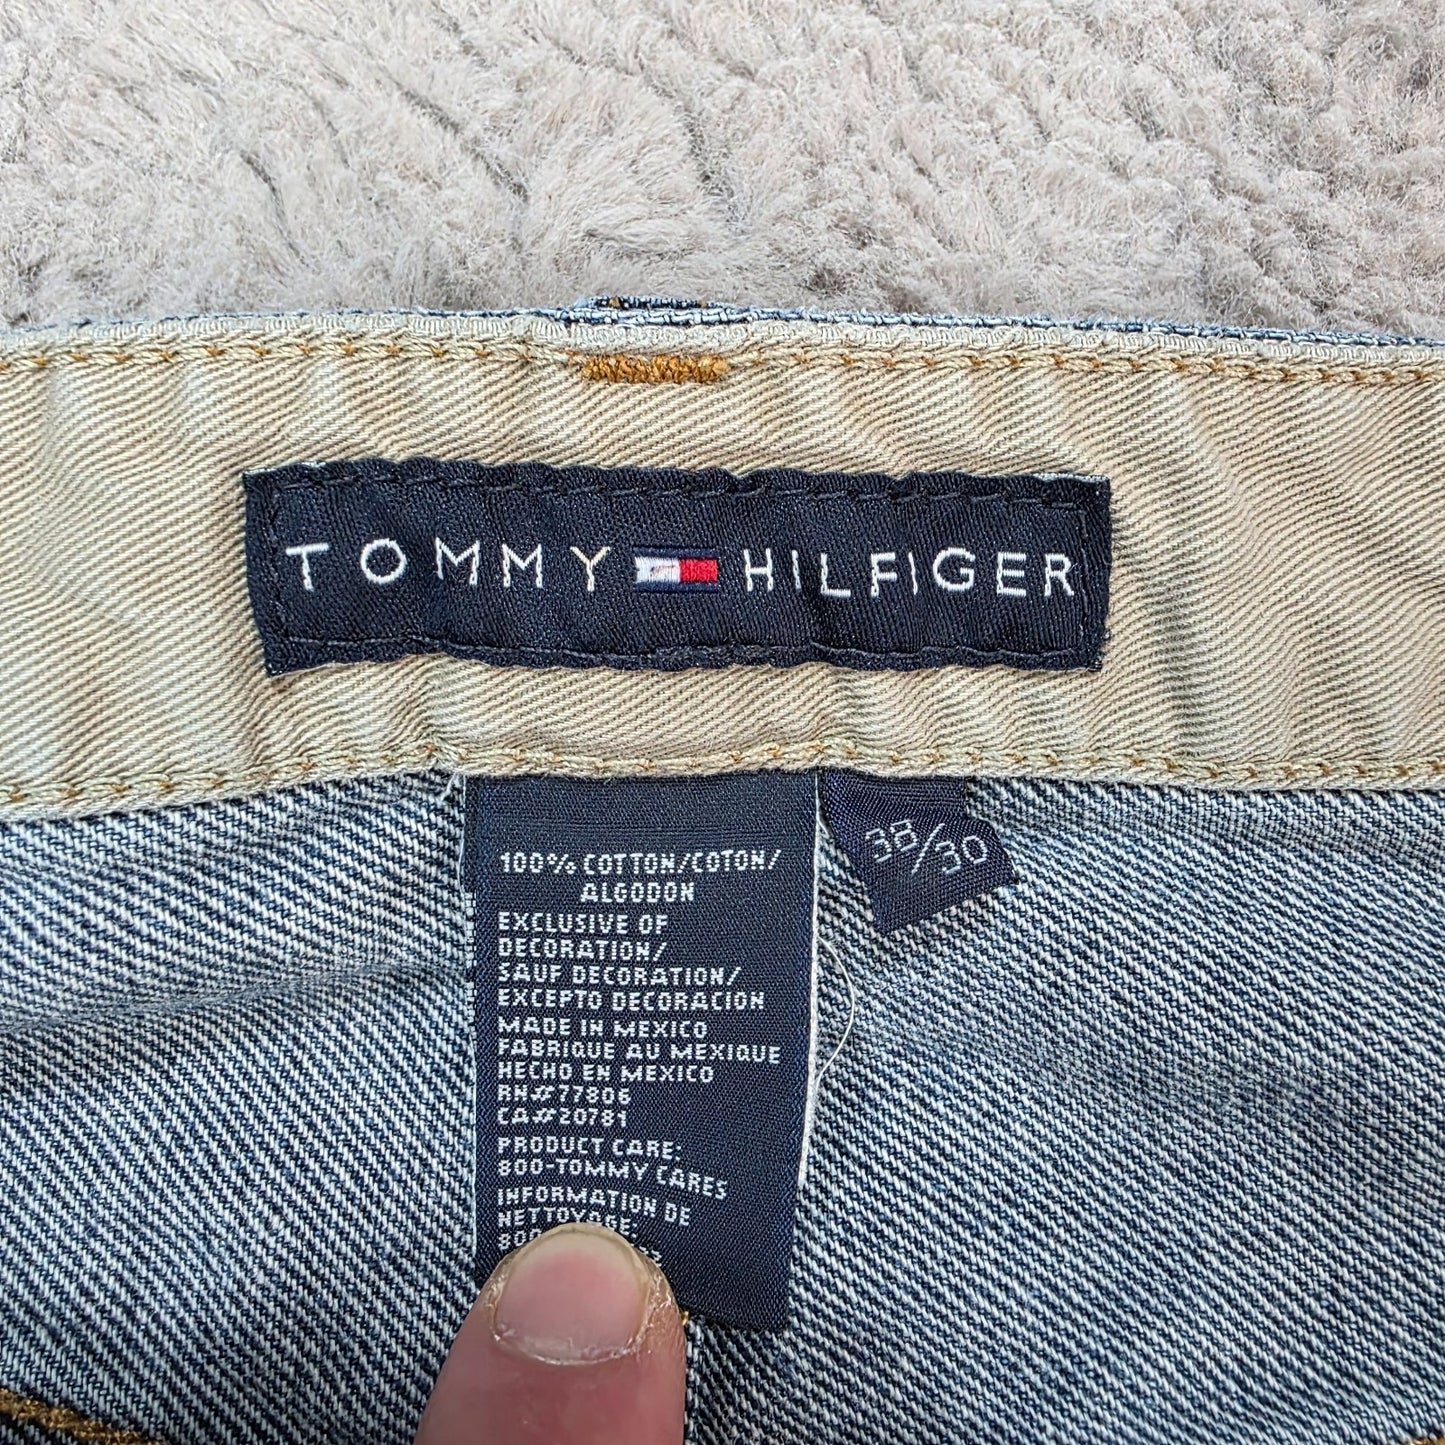 TOMMY HILFIGER
38/30
100% COTTON/COTON/
ALGODON
EXCLUSIVE OF
DECORATION/
SAUF DECORATION/
EXCEPTO DECORACION
MADE IN MEXICO
FABRIQUE AU MEXIQUE
HECHO EN MEXICO
RN#77806
CA#20781
PRODUCT CARE:
800-TOMMY CARES
INFORMATION DE
NETTOYAGE: